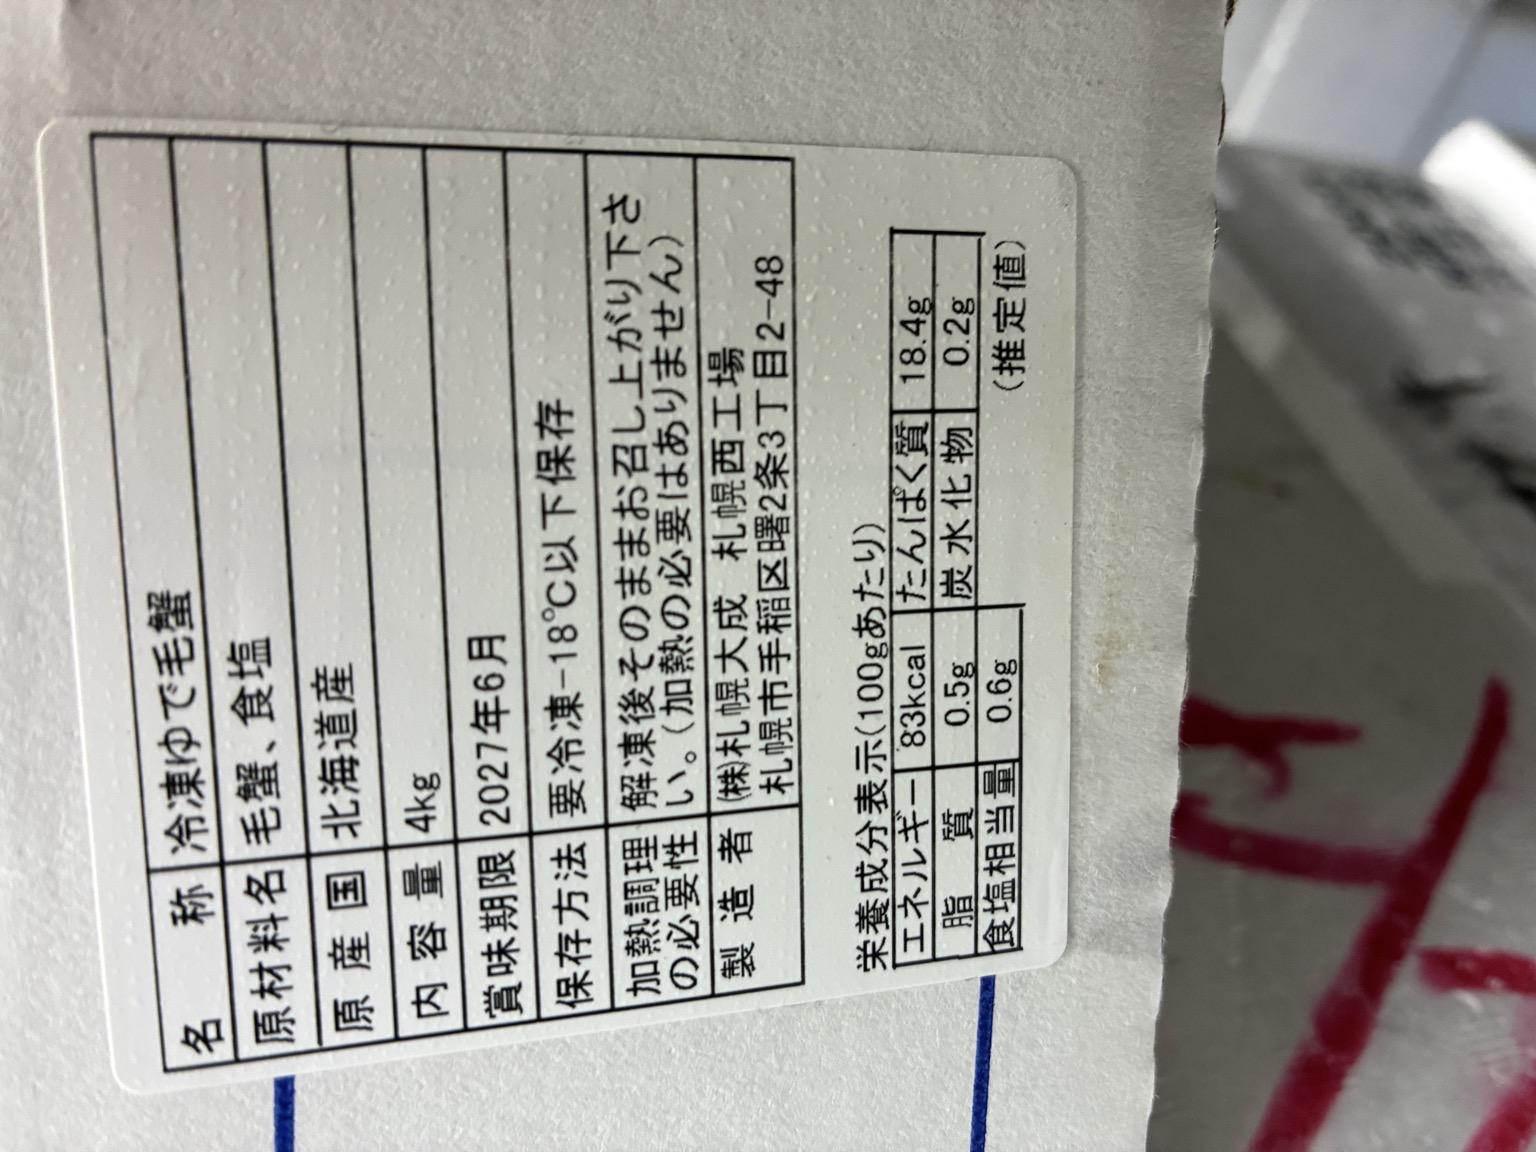 名称 冷凍ゆで毛蟹
原材料名 毛蟹、食塩
原産国 北海道産
内容量 4kg
賞味期限 2027年6月
保存方法 要冷凍-18℃以下保存
加熱調理の必要性 解凍後そのままお召し上がり下さ
い。(加熱の必要はありません)
製造者 ㈱札幌大成 札幌西工場
札幌市手稲区曙2条3丁目2-48
栄養成分表示(100gあたり)
エネルギー 83kcal たんぱく質 18.4g
脂質 0.5g 炭水化物 0.2g
食塩相当量 0.6g (推定値)